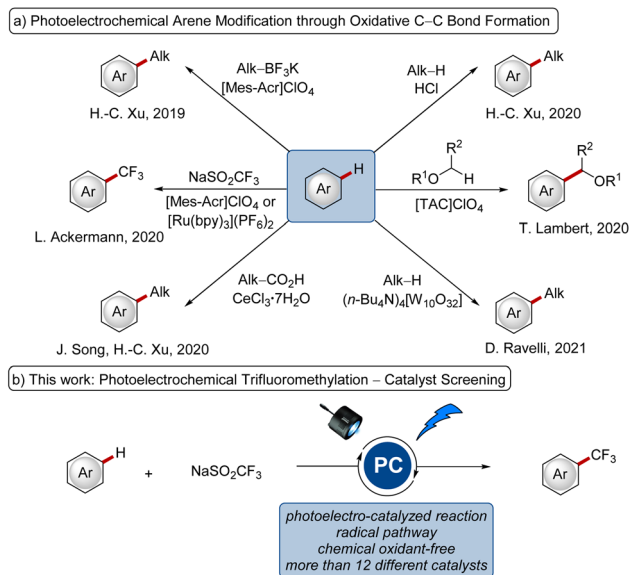 a) Photoelectrochemical Arene Modification through Oxidative C–C Bond Formation
Ar
Alk
H.-C. Xu, 2019
Alk–BF₃K
[Mes-Acr]ClO₄
Alk–H
HCl
Ar
Alk
H.-C. Xu, 2020
Ar
CF₃
L. Ackermann, 2020
NaSO₂CF₃
[Mes-Acr]ClO₄ or
[Ru(bpy)₃](PF₆)₂
Ar
H
R²
R¹O
H
[TAC]ClO₄
Ar
R²
OR¹
T. Lambert, 2020
Ar
Alk
J. Song, H.-C. Xu, 2020
Alk–CO₂H
CeCl₃·7H₂O
Alk–H
(n-Bu₄N)₄[W₁₀O₃₂]
Ar
Alk
D. Ravelli, 2021
b) This work: Photoelectrochemical Trifluoromethylation – Catalyst Screening
Ar
H
+
NaSO₂CF₃
PC
Ar
CF₃
photoelectro-catalyzed reaction
radical pathway
chemical oxidant-free
more than 12 different catalysts